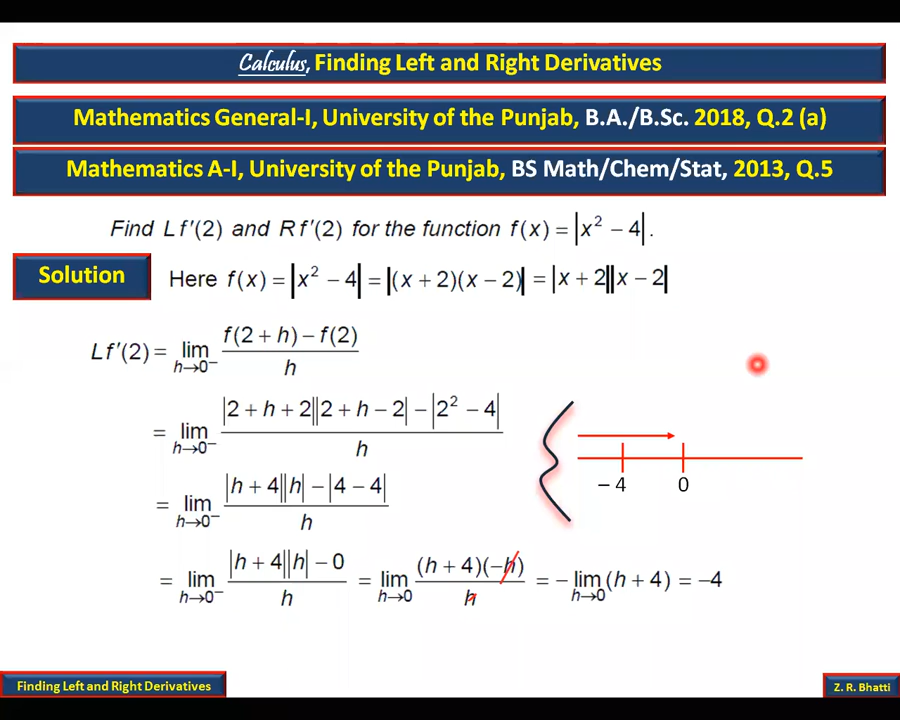 Calculus, Finding Left and Right Derivatives
Mathematics General-I, University of the Punjab, B.A./B.Sc. 2018, Q.2 (a)
Mathematics A-I, University of the Punjab, BS Math/Chem/Stat, 2013, Q.5
Find Lf′(2) and Rf′(2) for the function f(x) = |x² − 4|.
Solution
Here f(x) = |x² − 4| = |(x + 2)(x − 2)| = |x + 2||x − 2|
Lf′(2) = lim h→0⁻ (f(2 + h) − f(2)) / h
= lim h→0⁻ (|2 + h + 2||2 + h − 2| − |2² − 4|) / h
− 4 0
= lim h→0⁻ (|h + 4||h| − |4 − 4|) / h
= lim h→0⁻ (|h + 4||h| − 0) / h = lim h→0 ((h + 4)(−h)) / h = − lim h→0 (h + 4) = −4
Finding Left and Right Derivatives
Z. R. Bhatti